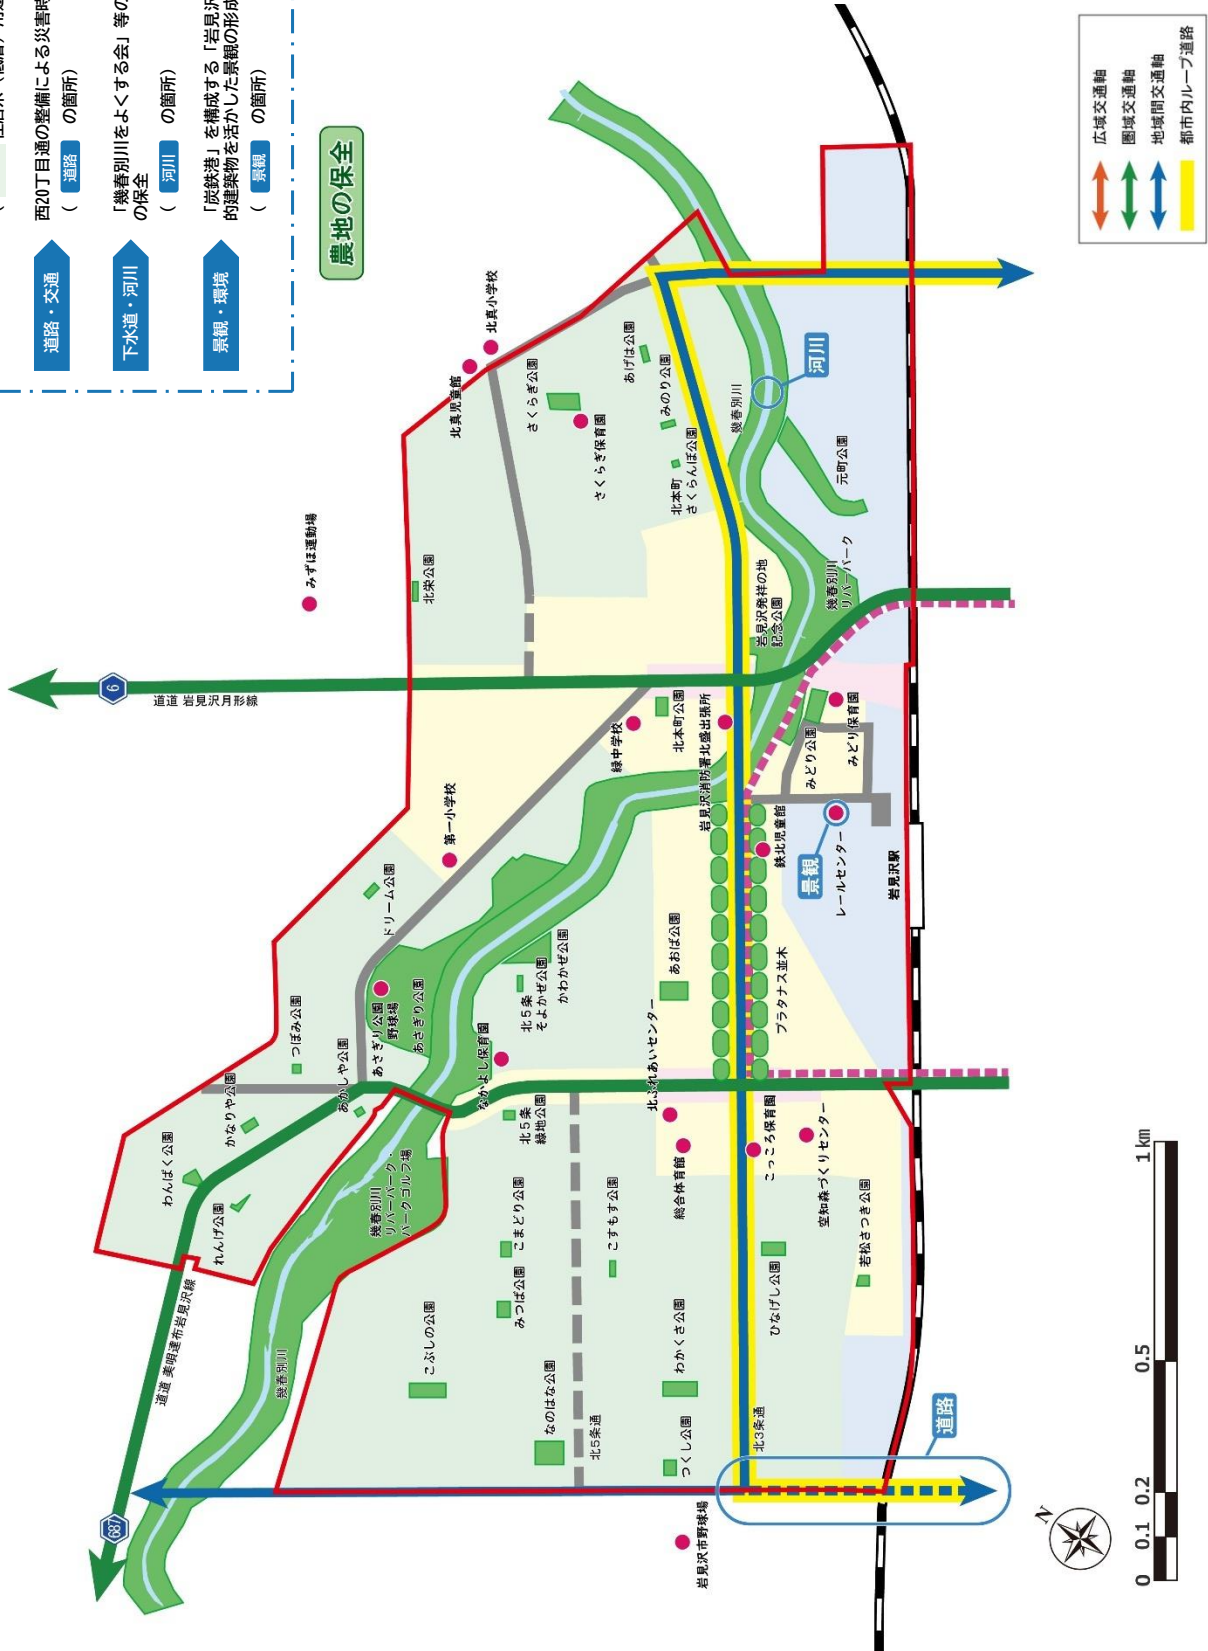 西20丁目通の整備による災害時
( 道路 の箇所)
「幾春別川をよくする会」等の
の保全
( 河川 の箇所)
「炭鉄港」を構成する「岩見沢
的建築物を活かした景観の形成
( 景観 の箇所)
道路・交通
下水道・河川
景観・環境
農地の保全
広域交通軸
圏域交通軸
地域間交通軸
都市内ループ道路
みずほ運動場
北真児童館
北真小学校
さくらぎ公園
さくらぎ保育園
あげは公園
みのり公園
北本町
さくらんぼ公園
幾春別川
河川
元町公園
北栄公園
6
道道 岩見沢月形線
岩見沢発祥の地
記念公園
幾春別川
リバーパーク
第一小学校
緑中学校
北本町公園
岩見沢消防署北盛出張所
みどり公園
みどり保育園
鉄北児童館
景観
レールセンター
岩見沢駅
ドリーム公園
つぼみ公園
あかしや公園
あさぎり公園
野球場
あさぎり公園
北5条
そよかぜ公園
かわかぜ公園
あおば公園
プラタナス並木
なかよし保育園
北ふれあいセンター
わんぱく公園
かなりや公園
れんげ公園
幾春別川
リバーパーク・
パークゴルフ場
北5条
緑地公園
総合体育館
こっころ保育園
空知森づくりセンター
こまどり公園
みつば公園
こすもす公園
ひなげし公園
若松さつき公園
687
道道 美唄達布岩見沢線
幾春別川
こぶしの公園
なのはな公園
わかくさ公園
つくし公園
北5条通
北3条通
道路
岩見沢市野球場
N
0 0.1 0.2 0.5 1km